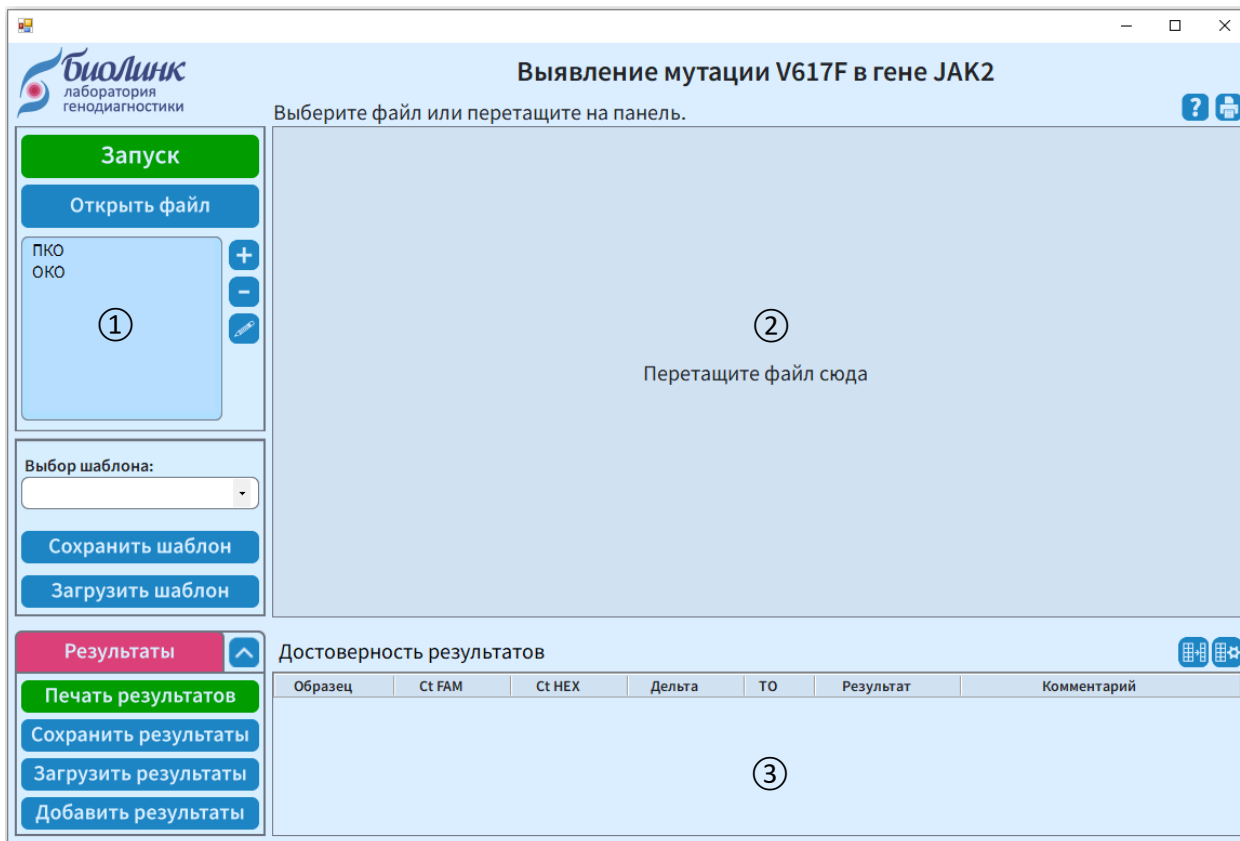 БиоЛинк
лаборатория
генодиагностики
Выявление мутации V617F в гене JAK2
Выберите файл или перетащите на панель.
?
Запуск
Открыть файл
ПКО
ОКО
+
-
①
②
Перетащите файл сюда
Выбор шаблона:
Сохранить шаблон
Загрузить шаблон
Результаты
Печать результатов
Сохранить результаты
Загрузить результаты
Добавить результаты
Достоверность результатов
Образец Ct FAM Ct HEX Дельта ТО Результат Комментарий
③